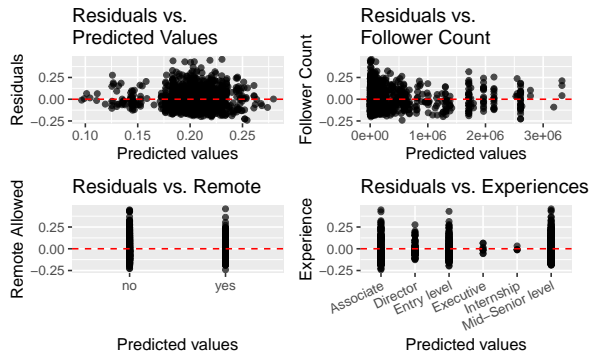 Residuals vs.
Predicted Values
Residuals
0.25
0.00
−0.25
0.10
0.15
0.20
0.25
Predicted values
Residuals vs.
Follower Count
Follower Count
0.25
0.00
−0.25
0e+00
1e+06
2e+06
3e+06
Predicted values
Residuals vs. Remote
Remote Allowed
0.25
0.00
−0.25
no
yes
Predicted values
Residuals vs. Experiences
Experience
0.25
0.00
−0.25
Associate
Director
Entry level
Executive
Internship
Mid−Senior level
Predicted values